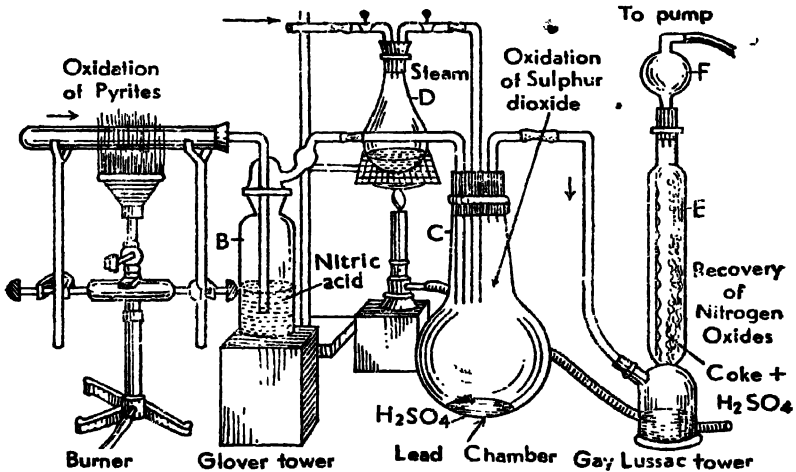 To pump
Oxidation
of Pyrites
Steam
D
Oxidation
of Sulphur
dioxide
F
B
Nitric
acid
C
E
Recovery
of
Nitrogen
Oxides
Coke +
H₂SO₄
H₂SO₄
Burner
Glover tower
Lead Chamber
Gay Lussac tower